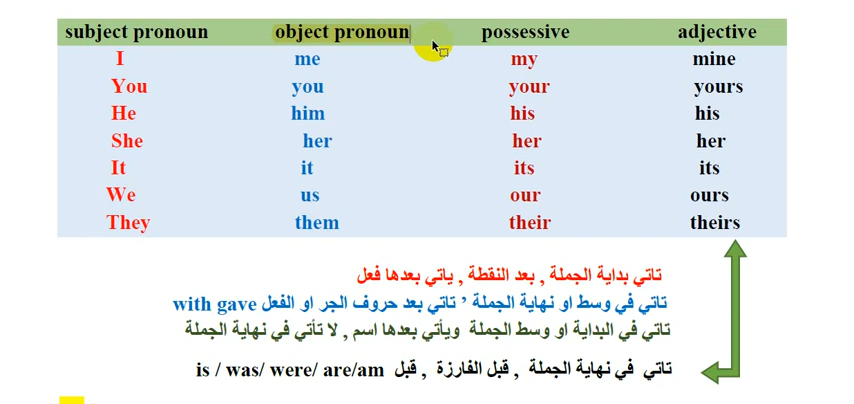 subject pronoun object pronoun possessive adjective
I me my mine
You you your yours
He him his his
She her her her
It it its its
We us our ours
They them their theirs
تاتي بداية الجملة , بعد النقطة , ياتي بعدها فعل
تاتي في وسط او نهاية الجملة ’ تاتي بعد حروف الجر او الفعل with gave
تاتي في البداية او وسط الجملة ويأتي بعدها اسم , لا تأتي في نهاية الجملة
تاتي في نهاية الجملة , قبل الفارزة , قبل is / was/ were/ are/am